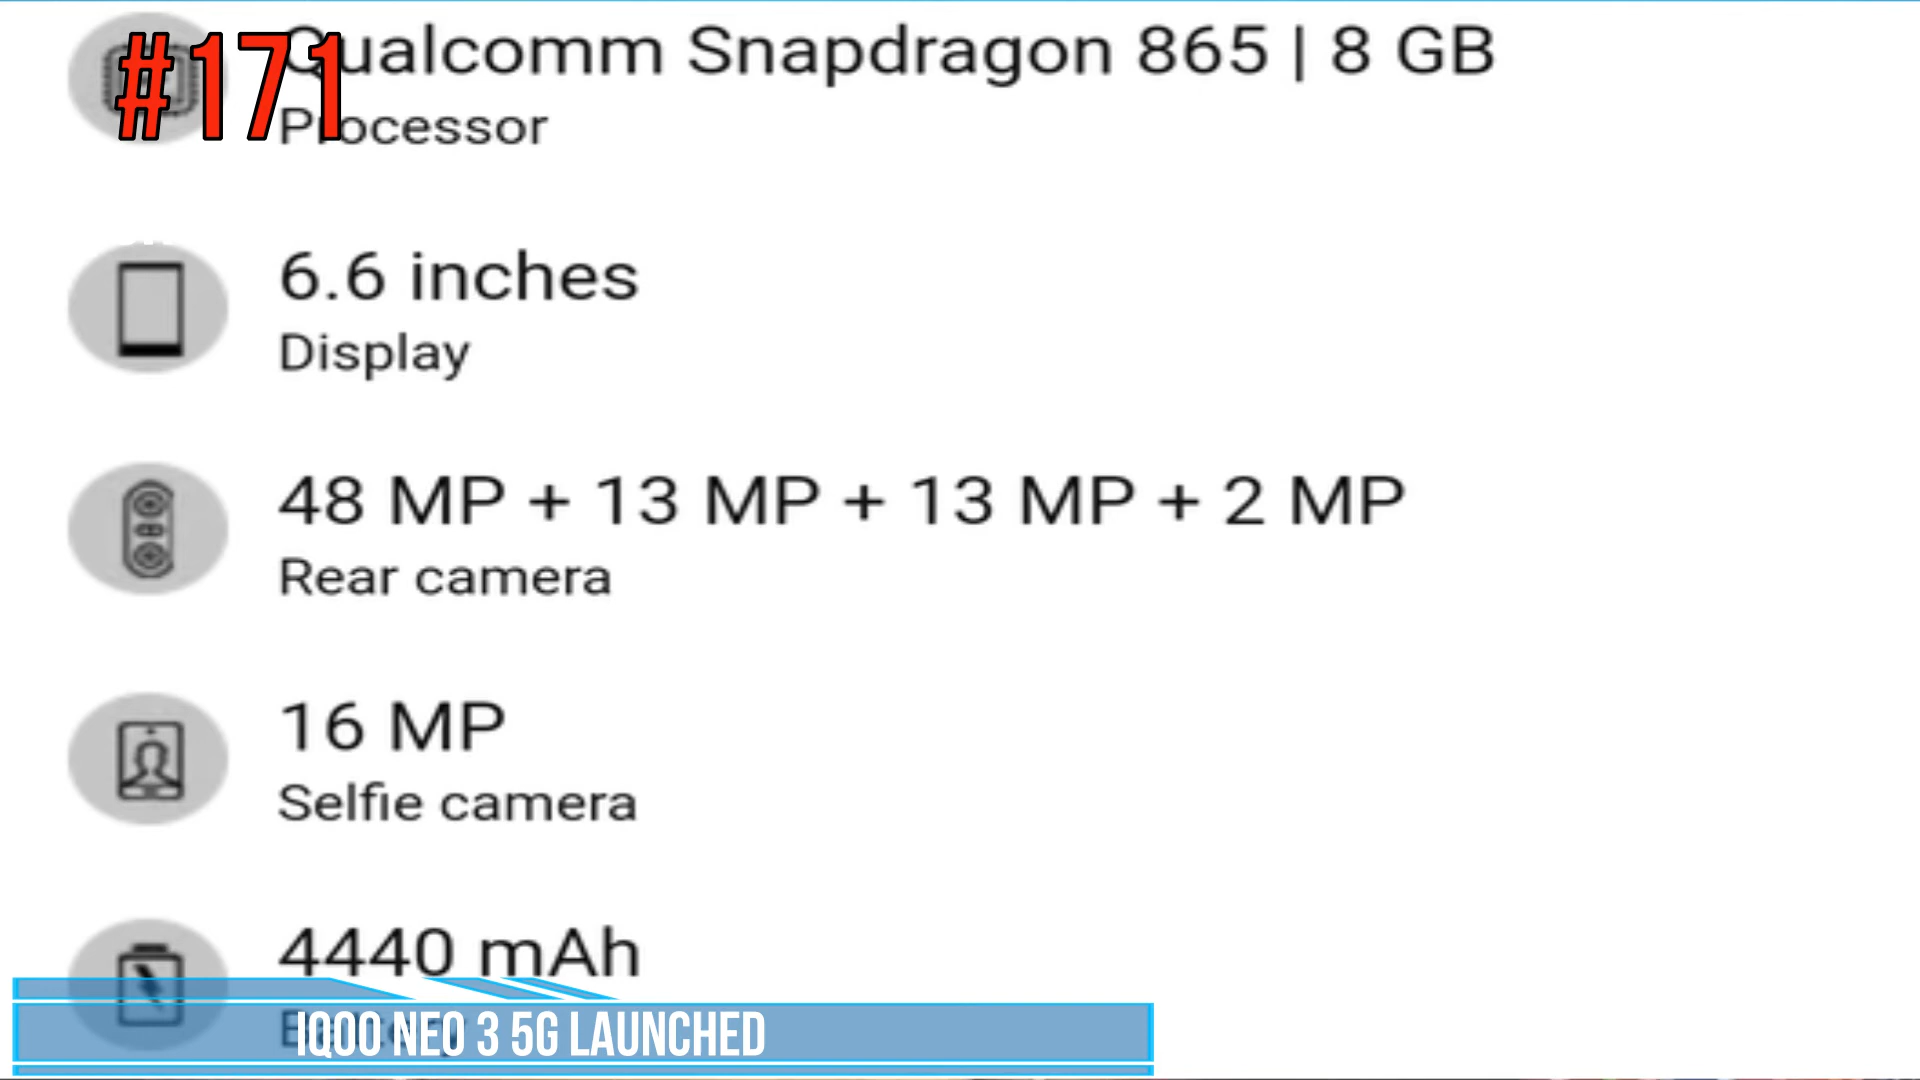 #171
Qualcomm Snapdragon 865 | 8 GB
Processor
6.6 inches
Display
48 MP + 13 MP + 13 MP + 2 MP
Rear camera
16 MP
Selfie camera
4440 mAh
Battery
IQOO NEO 3 5G LAUNCHED